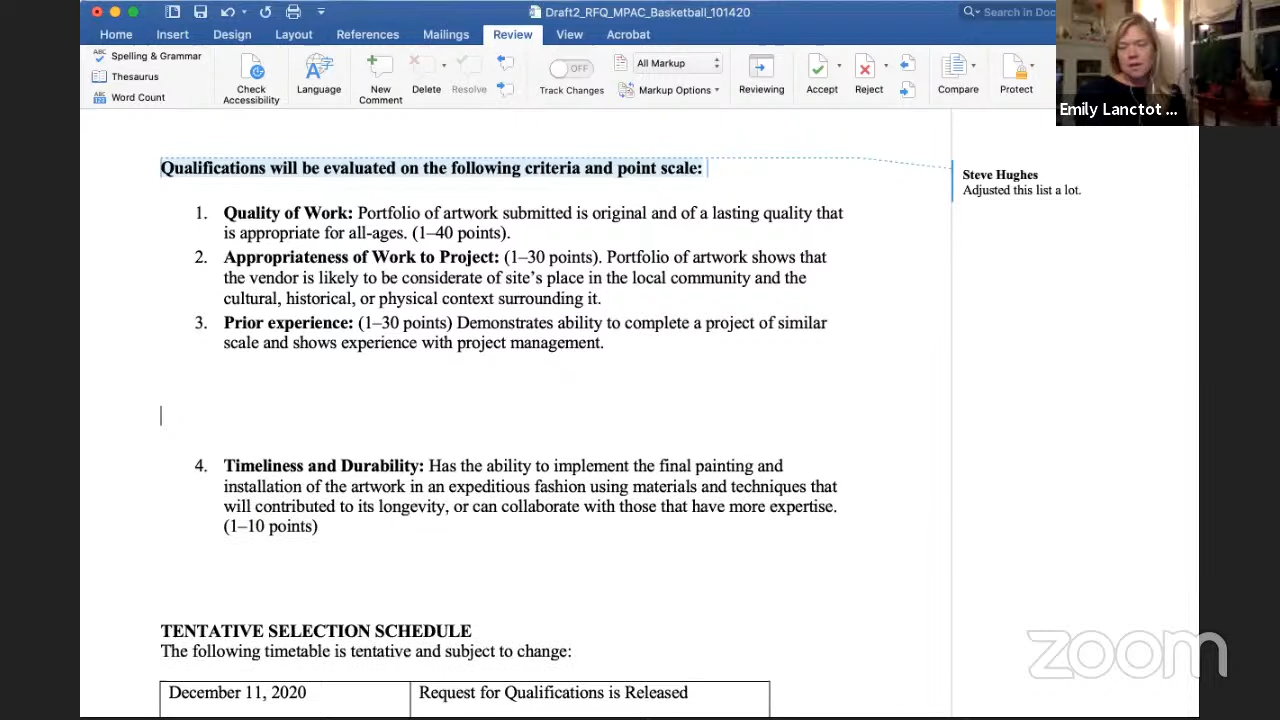 Draft2_RFQ_MPAC_Basketball_101420
Search in Doc
Home Insert Design Layout References Mailings Review View Acrobat
ABC Spelling & Grammar
Thesaurus
ABC 123 Word Count
Check Accessibility
Language
New Comment
Delete
Resolve
OFF
Track Changes
All Markup
Markup Options
Reviewing
Accept
Reject
Compare
Protect
Emily Lanctot ...
Qualifications will be evaluated on the following criteria and point scale:
Steve Hughes
Adjusted this list a lot.
1. Quality of Work: Portfolio of artwork submitted is original and of a lasting quality that
is appropriate for all-ages. (1–40 points).
2. Appropriateness of Work to Project: (1–30 points). Portfolio of artwork shows that
the vendor is likely to be considerate of site’s place in the local community and the
cultural, historical, or physical context surrounding it.
3. Prior experience: (1–30 points) Demonstrates ability to complete a project of similar
scale and shows experience with project management.
4. Timeliness and Durability: Has the ability to implement the final painting and
installation of the artwork in an expeditious fashion using materials and techniques that
will contributed to its longevity, or can collaborate with those that have more expertise.
(1–10 points)
TENTATIVE SELECTION SCHEDULE
The following timetable is tentative and subject to change:
December 11, 2020 Request for Qualifications is Released
zoom